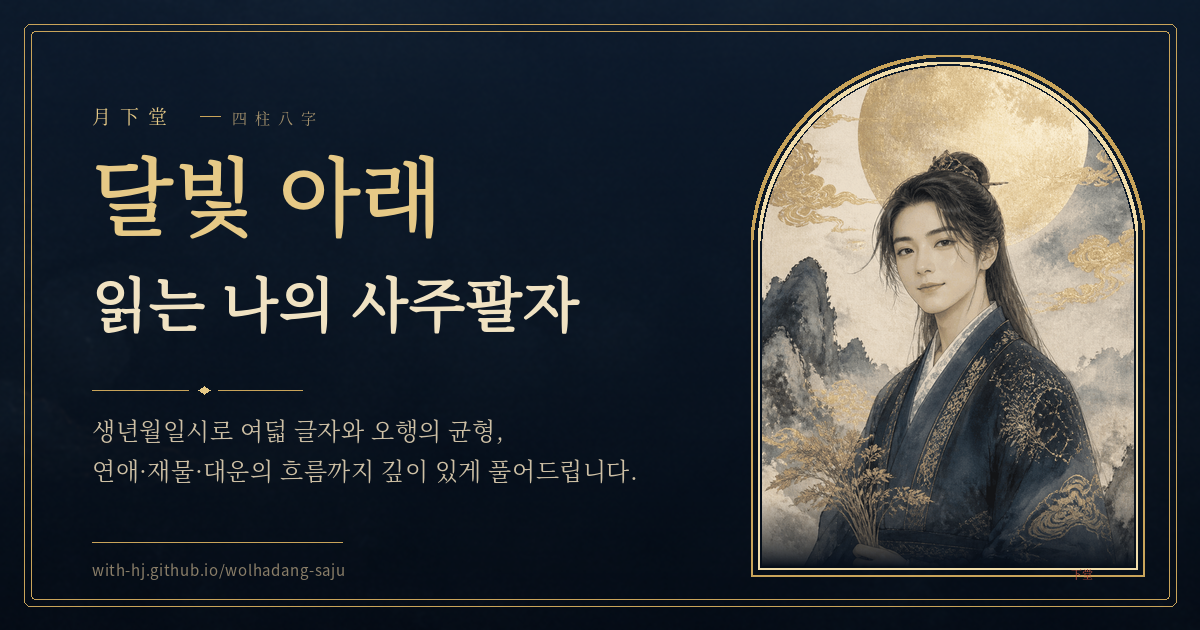 月下堂 — 四柱八字
달빛 아래
읽는 나의 사주팔자
생년월일시로 여덟 글자와 오행의 균형,
연애·재물·대운의 흐름까지 깊이 있게 풀어드립니다.
with-hj.github.io/wolhadang-saju